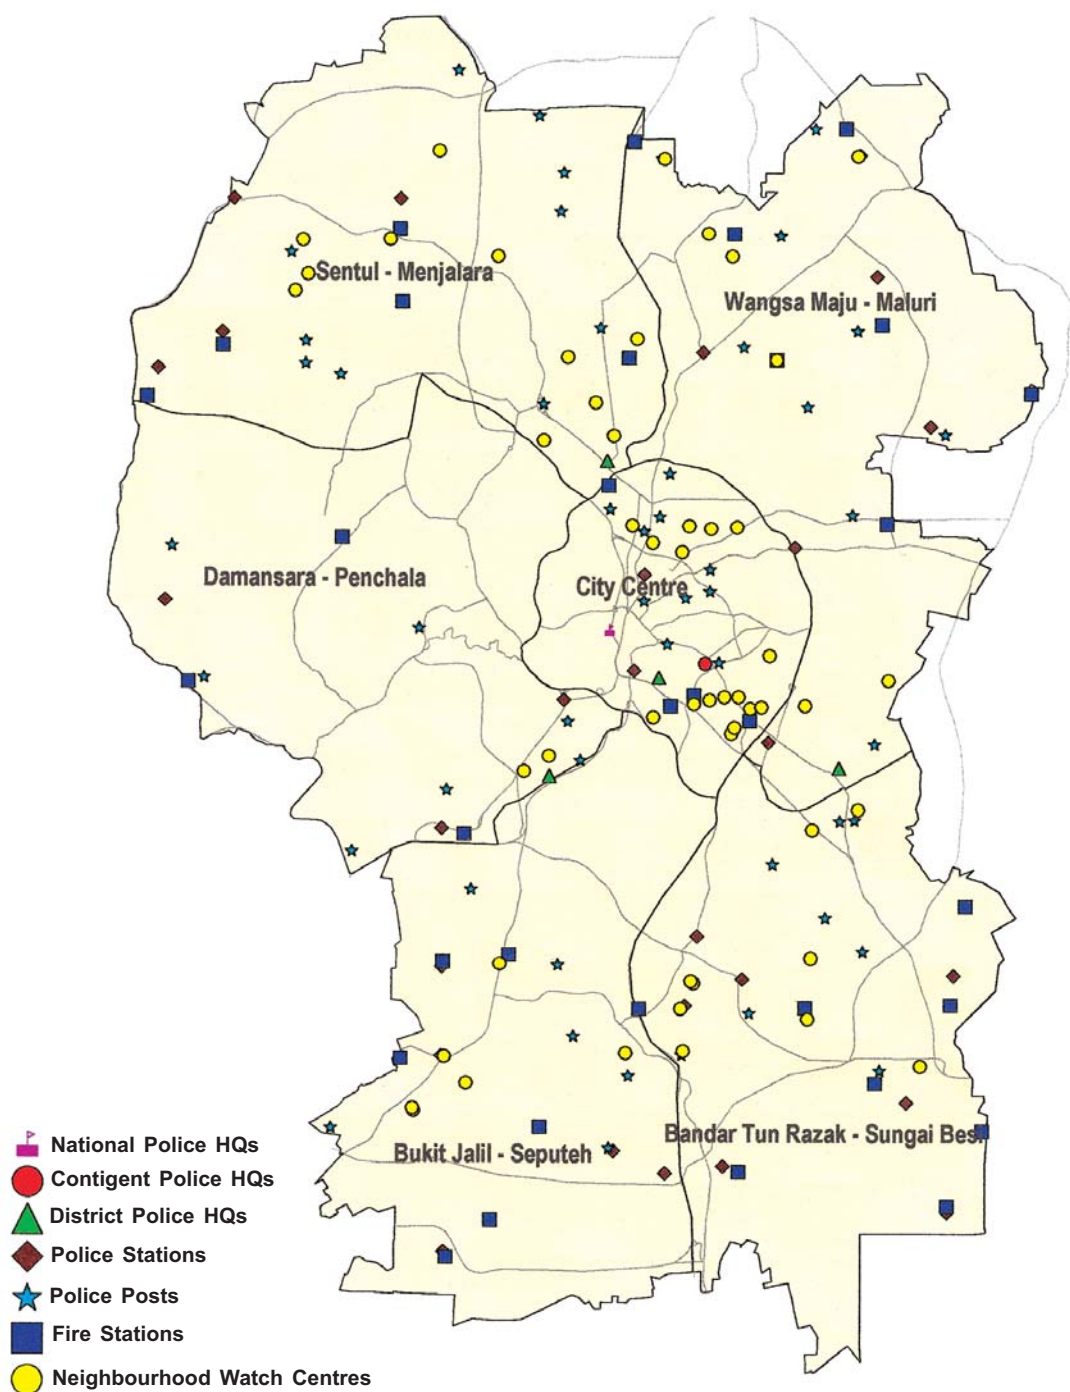 Sentul - Menjalara
Wangsa Maju - Maluri
Damansara - Penchala
City Centre
Bukit Jalil - Seputeh
Bandar Tun Razak - Sungai Besi
National Police HQs
Contigent Police HQs
District Police HQs
Police Stations
Police Posts
Fire Stations
Neighbourhood Watch Centres